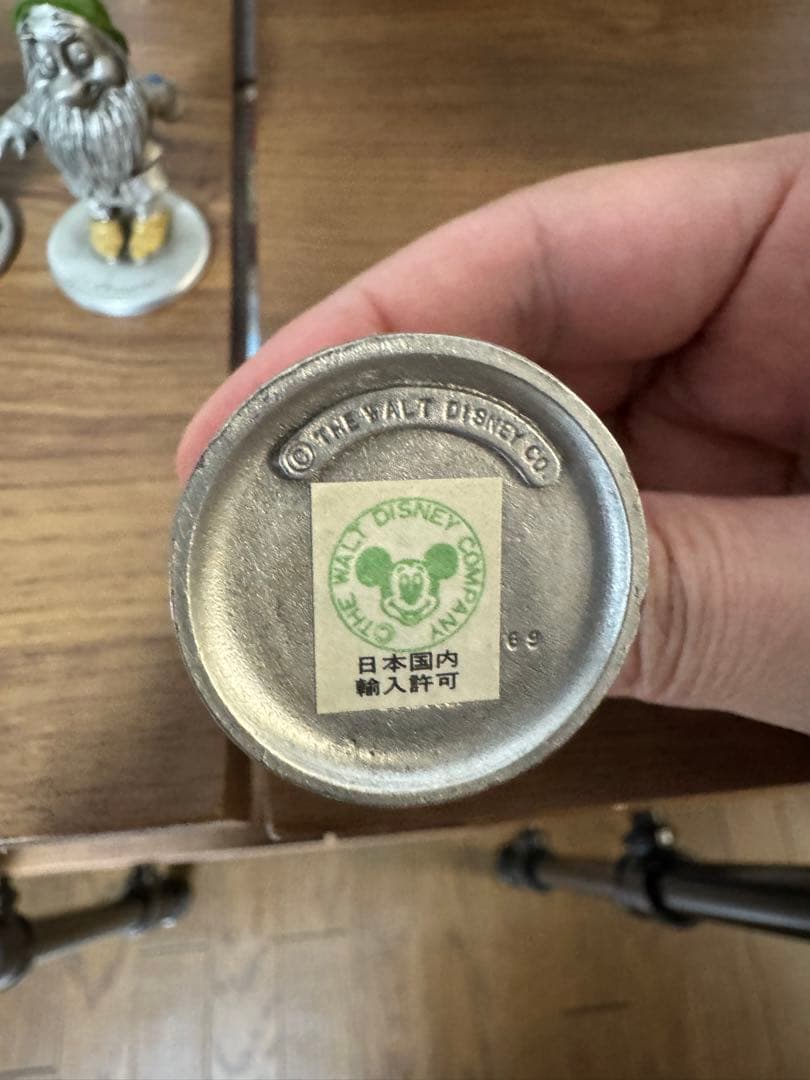 © THE WALT DISNEY CO.
©THE WALT DISNEY COMPANY
69
日本国内
輸入許可